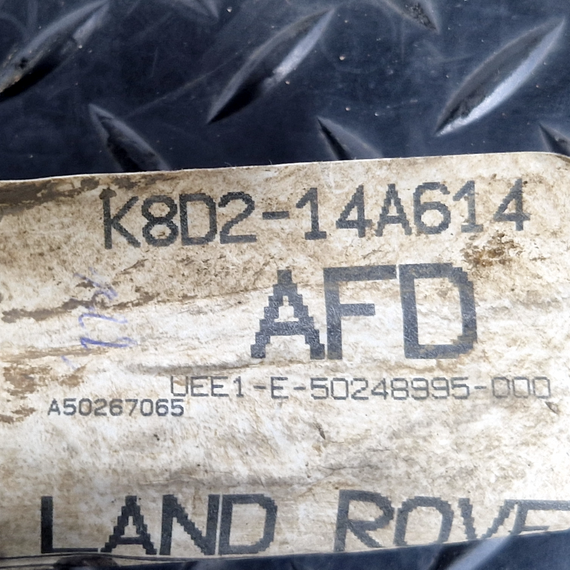 K8D2-14A614
AFD
UEE1-E-50248995-000
A50267065
LAND ROVE